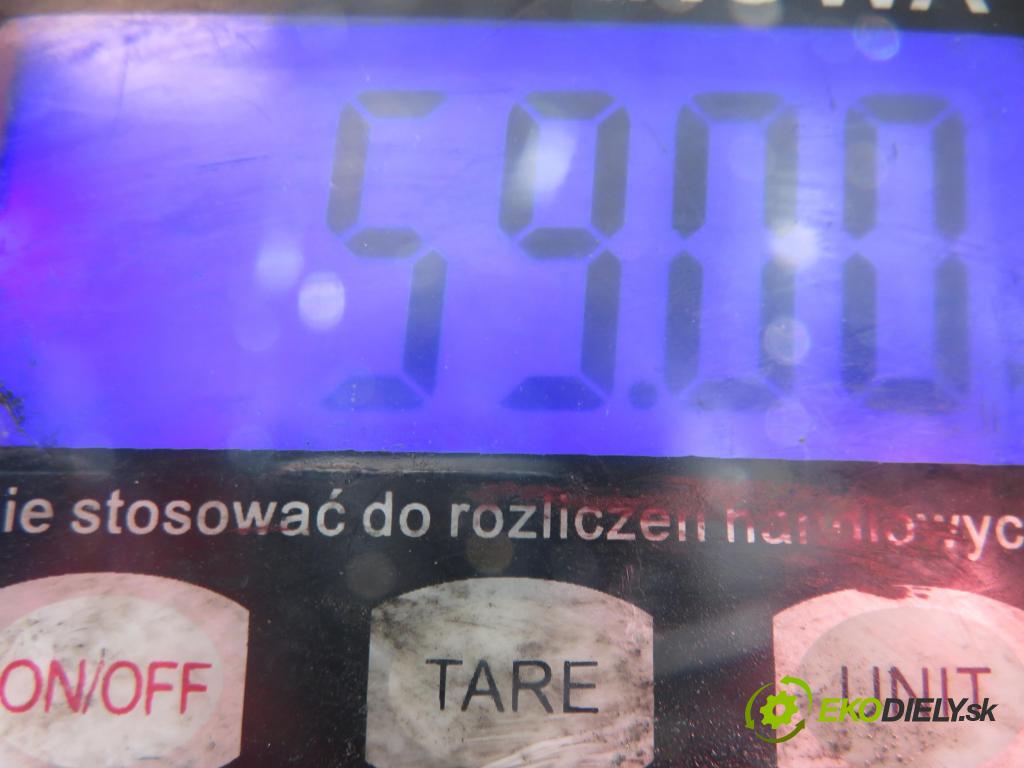 59.00
ie stosować do rozliczeń
ON/OFF TARE UNIT
EKODIELY.sk